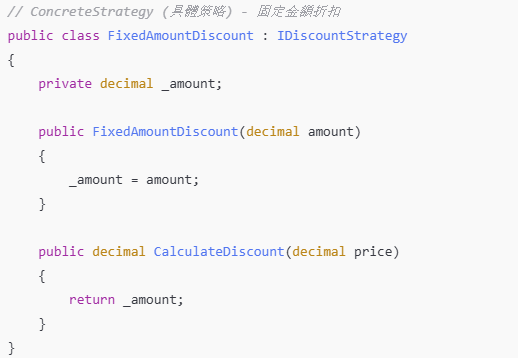 // ConcreteStrategy (具體策略) - 固定金額折扣
public class FixedAmountDiscount : IDiscountStrategy
{
    private decimal _amount;

    public FixedAmountDiscount(decimal amount)
    {
        _amount = amount;
    }

    public decimal CalculateDiscount(decimal price)
    {
        return _amount;
    }
}